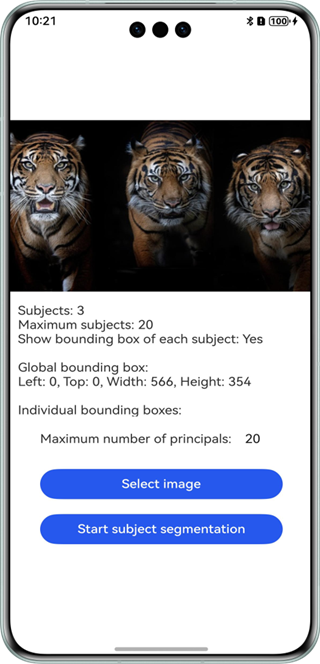 10:21
100
Subjects: 3
Maximum subjects: 20
Show bounding box of each subject: Yes
Global bounding box:
Left: 0, Top: 0, Width: 566, Height: 354
Individual bounding boxes:
Maximum number of principals: 20
Select image
Start subject segmentation